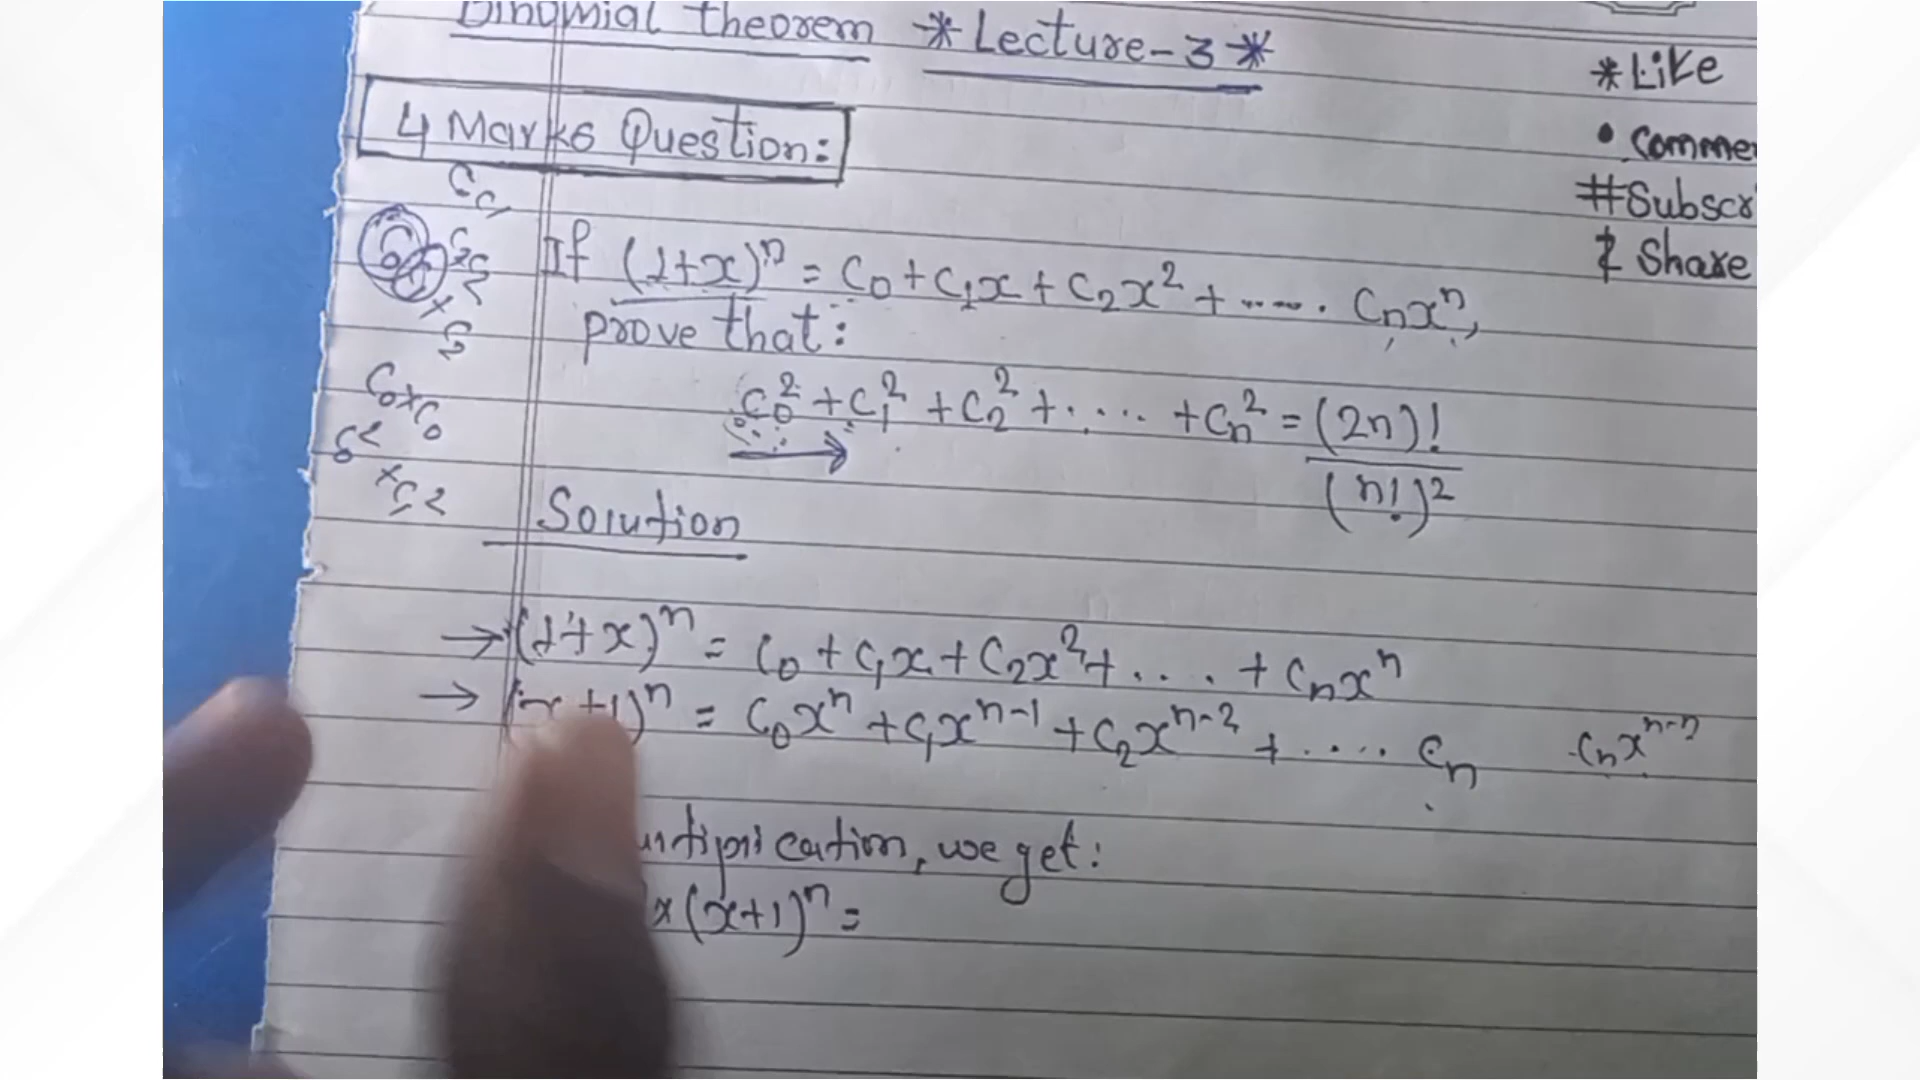 Binomial theorem *Lecture-3*
*Like
4 Marks Question:
• Comme
#Subscr
& Share
If (1+x)ⁿ = C₀ + C₁x + C₂x² + ..... Cₙxⁿ,
prove that:
C₀² + C₁² + C₂² + ..... + Cₙ² = (2n)!
(n!)²
C₀×C₀
Solution
→ (1+x)ⁿ = C₀ + C₁x + C₂x² + .... + Cₙxⁿ
→ (x+1)ⁿ = C₀xⁿ + C₁xⁿ⁻¹ + C₂xⁿ⁻² + ..... Cₙ Cₙxⁿ⁻ⁿ
we get:
×(x+1)ⁿ =